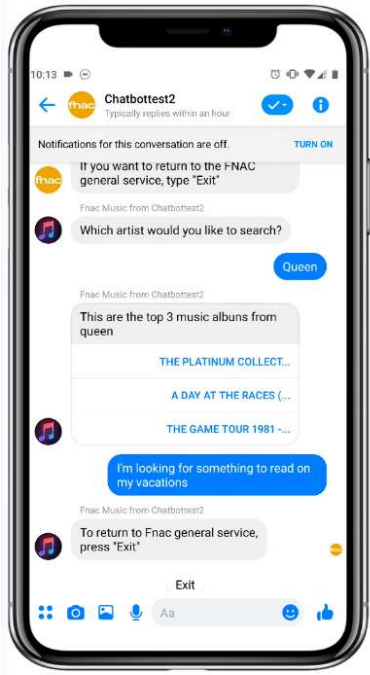 10:13
fnac
Chatbottest2
Typically replies within an hour
Notifications for this conversation are off.
TURN ON
If you want to return to the FNAC
general service, type "Exit"
fnac
Fnac Music from Chatbottest2
Which artist would you like to search?
Queen
Fnac Music from Chatbottest2
This are the top 3 music albums from
queen
THE PLATINUM COLLECT...
A DAY AT THE RACES (...
THE GAME TOUR 1981 -...
I'm looking for something to read on
my vacations
Fnac Music from Chatbottest2
To return to Fnac general service,
press "Exit"
Exit
Aa